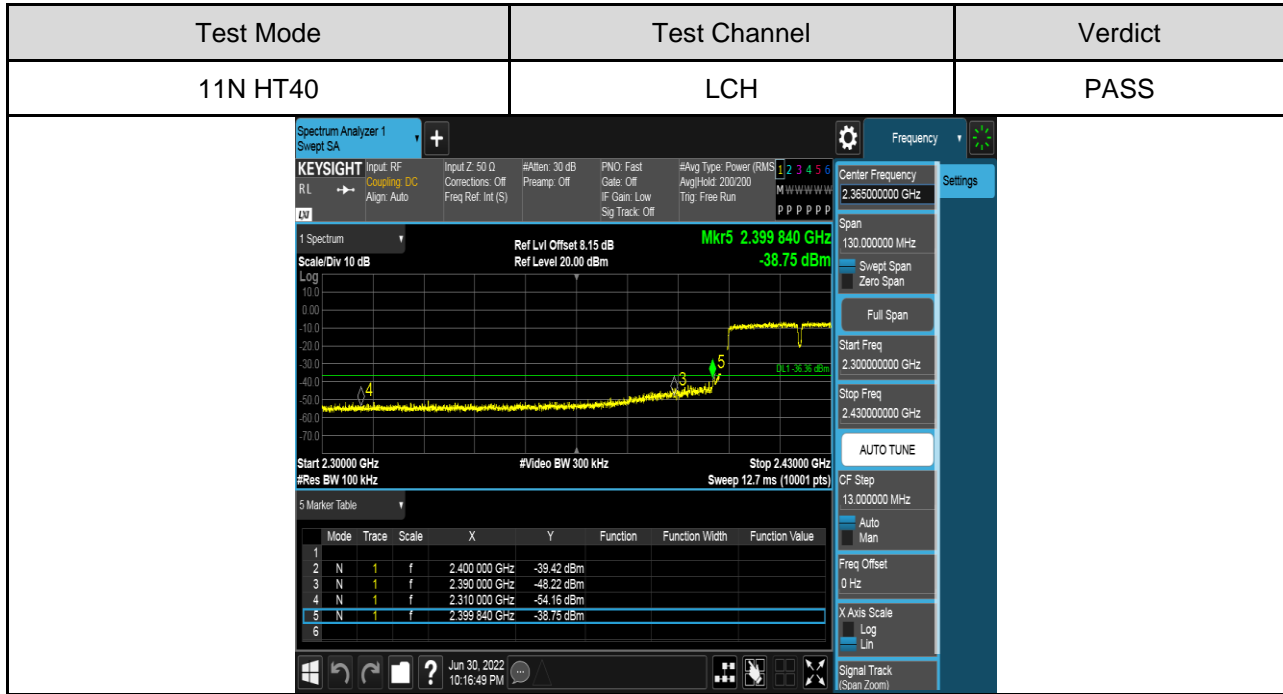 Test Mode Test Channel Verdict
11N HT40 LCH PASS
Spectrum Analyzer 1
Swept SA
+
Frequency
KEYSIGHT
RL
LXI
Input: RF
Coupling: DC
Align: Auto
Input Z: 50 Ω
Corrections: Off
Freq Ref: Int (S)
#Atten: 30 dB
Preamp: Off
PNO: Fast
Gate: Off
IF Gain: Low
Sig Track: Off
#Avg Type: Power (RMS
Avg|Hold: 200/200
Trig: Free Run
1 2 3 4 5 6
M W W W W W
P P P P P P
1 Spectrum
Scale/Div 10 dB
Ref Lvl Offset 8.15 dB
Ref Level 20.00 dBm
Mkr5 2.399 840 GHz
-38.75 dBm
Log
10.0
0.00
-10.0
-20.0
-30.0
-40.0
-50.0
-60.0
-70.0
4
3
5
DL1 -36.36 dBm
Start 2.30000 GHz
#Res BW 100 kHz
#Video BW 300 kHz
Stop 2.43000 GHz
Sweep 12.7 ms (10001 pts)
5 Marker Table
Mode Trace Scale X Y Function Function Width Function Value
1
2 N 1 f 2.400 000 GHz -39.42 dBm
3 N 1 f 2.390 000 GHz -48.22 dBm
4 N 1 f 2.310 000 GHz -54.16 dBm
5 N 1 f 2.399 840 GHz -38.75 dBm
6
Center Frequency
2.365000000 GHz
Settings
Span
130.000000 MHz
Swept Span
Zero Span
Full Span
Start Freq
2.300000000 GHz
Stop Freq
2.430000000 GHz
AUTO TUNE
CF Step
13.000000 MHz
Auto
Man
Freq Offset
0 Hz
X Axis Scale
Log
Lin
Signal Track
(Span Zoom)
?
Jun 30, 2022
10:16:49 PM